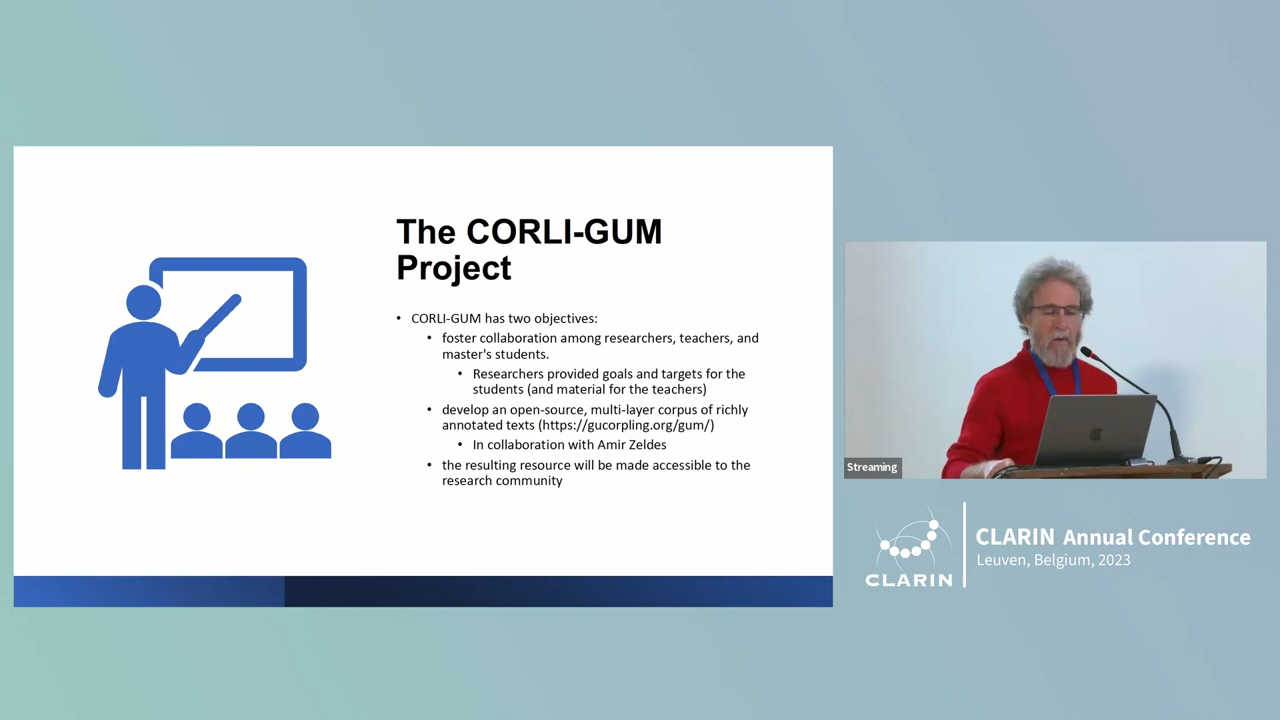 The CORLI-GUM
Project
• CORLI-GUM has two objectives:
• foster collaboration among researchers, teachers, and
master's students.
• Researchers provided goals and targets for the
students (and material for the teachers)
• develop an open-source, multi-layer corpus of richly
annotated texts (https://gucorpling.org/gum/)
• In collaboration with Amir Zeldes
• the resulting resource will be made accessible to the
research community
Streaming
CLARIN
CLARIN Annual Conference
Leuven, Belgium, 2023